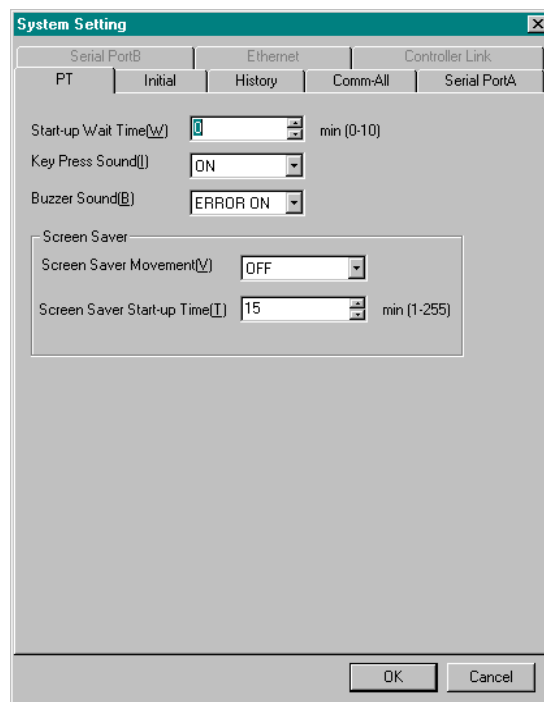 System Setting
Serial PortB Ethernet Controller Link
PT Initial History Comm-All Serial PortA
Start-up Wait Time(W) 0 min (0-10)
Key Press Sound(I) ON
Buzzer Sound(B) ERROR ON
Screen Saver
Screen Saver Movement(V) OFF
Screen Saver Start-up Time(T) 15 min (1-255)
OK Cancel